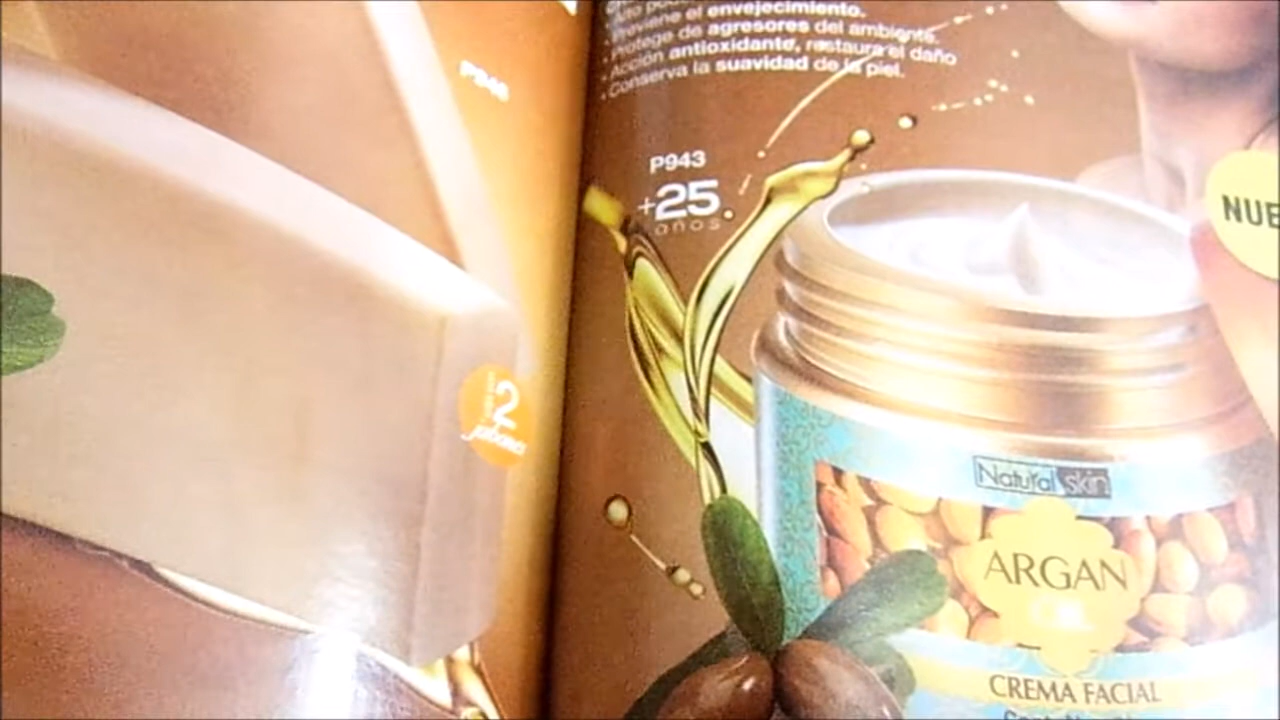 P946
2
jabones
Previene el envejecimiento.
• Protege de agresores del ambiente.
• Acción antioxidante, restaura el daño
• Conserva la suavidad de la piel.
P943
+25
años
NUE
Natural skin
ARGAN
CREMA FACIAL